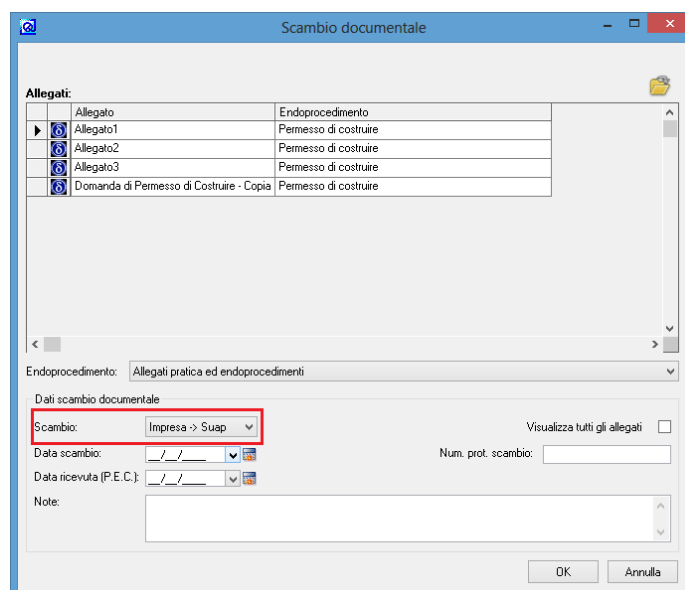 Scambio documentale
Allegati:
Allegato Endoprocedimento
Allegato1 Permesso di costruire
Allegato2 Permesso di costruire
Allegato3 Permesso di costruire
Domanda di Permesso di Costruire - Copia Permesso di costruire
Endoprocedimento: Allegati pratica ed endoprocedimenti
Dati scambio documentale
Scambio: Impresa -> Suap Visualizza tutti gli allegati
Data scambio: __/__/____ Num. prot. scambio:
Data ricevuta (P.E.C.): __/__/____
Note:
OK Annulla